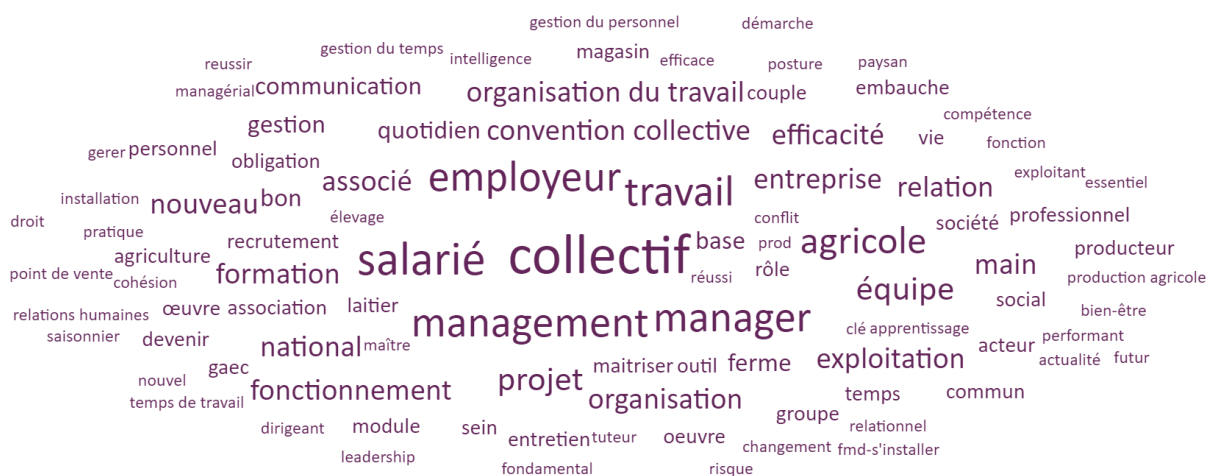 gestion du personnel démarche
gestion du temps intelligence magasin efficace posture paysan
reussir
managérial communication organisation du travail couple embauche
compétence
gestion quotidien convention collective efficacité vie fonction
gerer personnel obligation
associé employeur travail entreprise relation exploitant essentiel
installation nouveau bon élevage conflit société professionnel
droit pratique
agriculture recrutement salarié collectif base prod agricole producteur
point de vente cohésion formation réussi rôle main production agricole
équipe
relations humaines œuvre association laitier social bien-être
saisonnier devenir management manager clé apprentissage performant
national maître acteur actualité futur
nouvel gaec projet maitriser outil ferme exploitation
temps de travail fonctionnement organisation temps commun
groupe
dirigeant module sein entretien tuteur oeuvre changement relationnel
fmd-s'installer
leadership fondamental risque